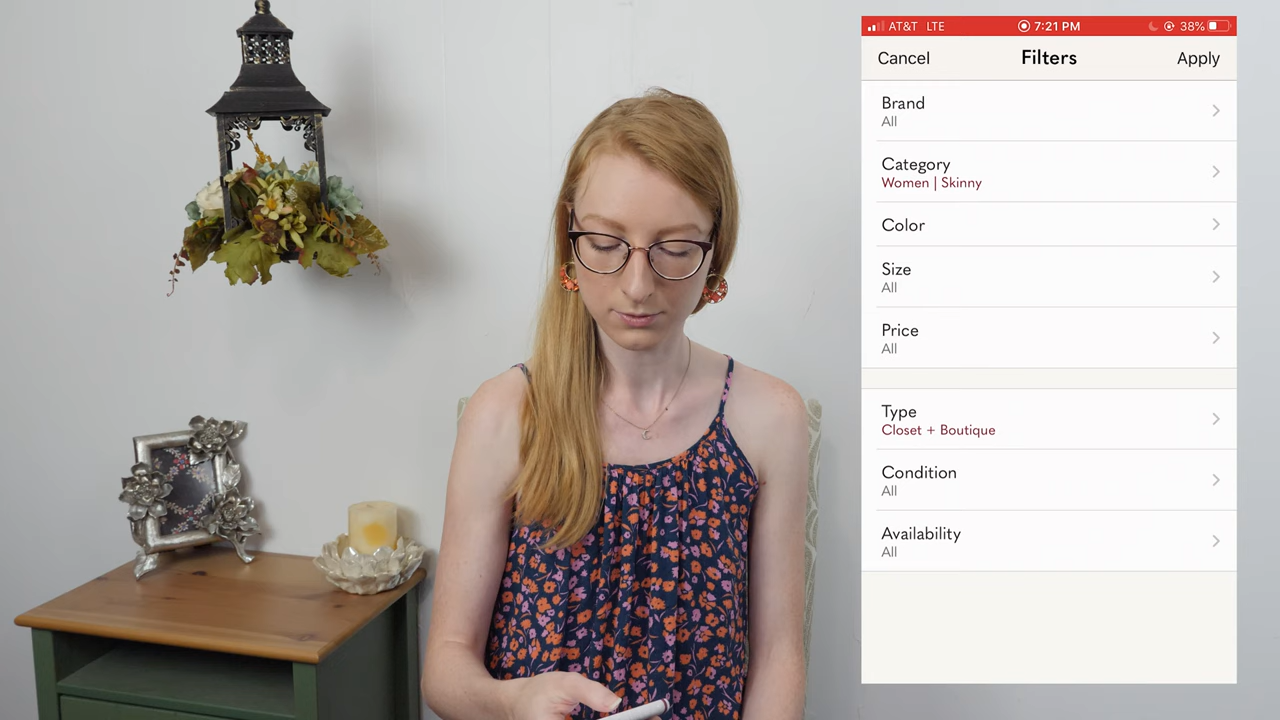 AT&T LTE 7:21 PM 38%
Cancel Filters Apply
Brand
All
Category
Women | Skinny
Color
Size
All
Price
All
Type
Closet + Boutique
Condition
All
Availability
All